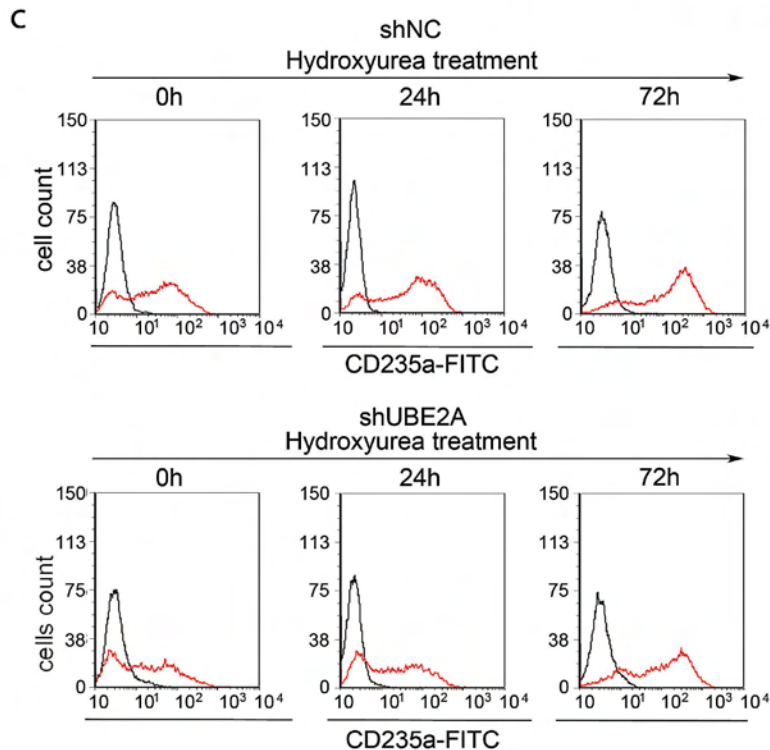 C
shNC
Hydroxyurea treatment
0h 24h 72h
150 150 150
113 113 113
75 75 75
38 38 38
0 0 0
cell count
10 10¹ 10² 10³ 10⁴ 10 10¹ 10² 10³ 10⁴ 10 10¹ 10² 10³ 10⁴
CD235a-FITC
shUBE2A
Hydroxyurea treatment
0h 24h 72h
150 150 150
113 113 113
75 75 75
38 38 38
0 0 0
cells count
10 10¹ 10² 10³ 10⁴ 10 10¹ 10² 10³ 10⁴ 10 10¹ 10² 10³ 10⁴
CD235a-FITC